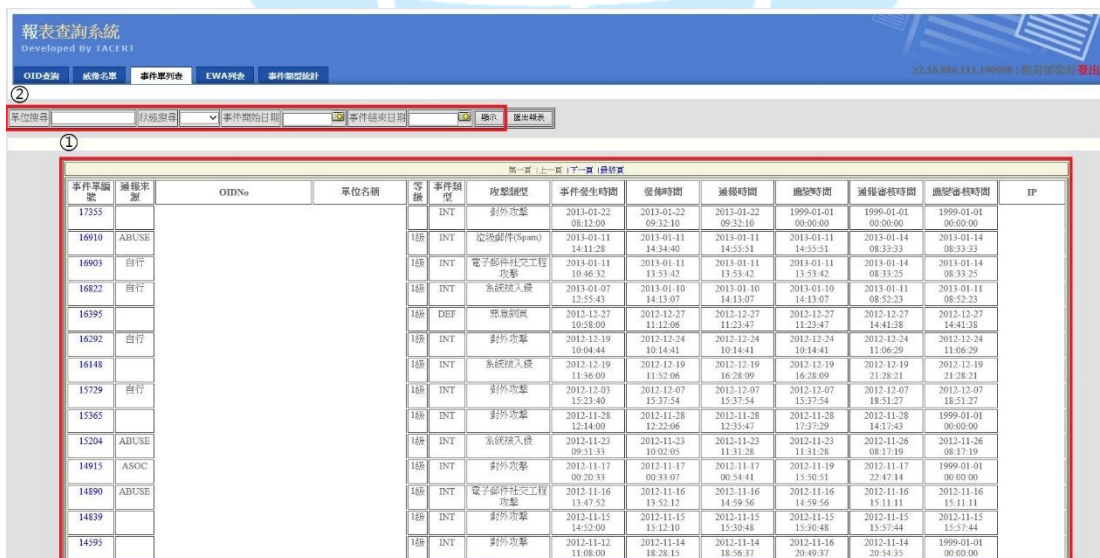 報表查詢系統
Developed By TACERT
OID查詢 威脅名單 事件單列表 EWA列表 事件類型統計
登出
②
單位搜尋 狀態搜尋 事件開始日期 事件結束日期 顯示 匯出報表
①
第一頁 | 上一頁 | 下一頁 | 最終頁
事件單編號 通報來源 OIDNo 單位名稱 等級 事件類型 攻擊類型 事件發生時間 發佈時間 通報時間 應變時間 通報審核時間 應變審核時間 IP
17355 INT 對外攻擊 2013-01-22 08:12:00 2013-01-22 09:32:10 2013-01-22 09:32:10 1999-01-01 00:00:00 1999-01-01 00:00:00 1999-01-01 00:00:00
16910 ABUSE 1級 INT 垃圾郵件(Spam) 2013-01-11 14:11:28 2013-01-11 14:34:40 2013-01-11 14:55:51 2013-01-11 14:55:51 2013-01-14 08:33:33 2013-01-14 08:33:33
16903 自行 1級 INT 電子郵件社交工程攻擊 2013-01-11 10:46:32 2013-01-11 13:53:42 2013-01-11 13:53:42 2013-01-11 13:53:42 2013-01-14 08:33:25 2013-01-14 08:33:25
16822 自行 1級 INT 系統被入侵 2013-01-07 12:55:43 2013-01-10 14:13:07 2013-01-10 14:13:07 2013-01-10 14:13:07 2013-01-11 08:52:23 2013-01-11 08:52:23
16395 1級 DEF 惡意網頁 2012-12-27 10:58:00 2012-12-27 11:12:06 2012-12-27 11:23:47 2012-12-27 11:23:47 2012-12-27 14:41:38 2012-12-27 14:41:38
16292 自行 1級 INT 對外攻擊 2012-12-19 10:04:44 2012-12-24 10:14:41 2012-12-24 10:14:41 2012-12-24 10:14:41 2012-12-24 11:06:29 2012-12-24 11:06:29
16148 1級 INT 系統被入侵 2012-12-19 11:36:00 2012-12-19 11:52:06 2012-12-19 16:28:09 2012-12-19 16:28:09 2012-12-19 21:28:21 2012-12-19 21:28:21
15729 自行 1級 INT 對外攻擊 2012-12-03 15:23:40 2012-12-07 15:37:54 2012-12-07 15:37:54 2012-12-07 15:37:54 2012-12-07 18:51:27 2012-12-07 18:51:27
15365 1級 INT 對外攻擊 2012-11-28 12:14:00 2012-11-28 12:22:06 2012-11-28 12:35:47 2012-11-28 17:37:29 2012-11-28 14:17:43 1999-01-01 00:00:00
15204 ABUSE 1級 INT 系統被入侵 2012-11-23 09:51:33 2012-11-23 10:02:05 2012-11-23 11:31:28 2012-11-23 11:31:28 2012-11-26 08:17:19 2012-11-26 08:17:19
14915 ASOC 1級 INT 對外攻擊 2012-11-17 00:20:33 2012-11-17 00:33:07 2012-11-17 00:54:41 2012-11-19 15:50:51 2012-11-17 22:47:14 1999-01-01 00:00:00
14890 ABUSE 1級 INT 電子郵件社交工程攻擊 2012-11-16 13:47:52 2012-11-16 13:52:12 2012-11-16 14:59:56 2012-11-16 14:59:56 2012-11-16 15:11:11 2012-11-16 15:11:11
14839 1級 INT 對外攻擊 2012-11-15 14:52:00 2012-11-15 15:12:10 2012-11-15 15:30:48 2012-11-15 15:30:48 2012-11-15 15:57:44 2012-11-15 15:57:44
14595 1級 INT 對外攻擊 2012-11-12 11:08:00 2012-11-14 18:28:15 2012-11-14 18:56:37 2012-11-16 20:49:37 2012-11-14 20:54:35 1999-01-01 00:00:00